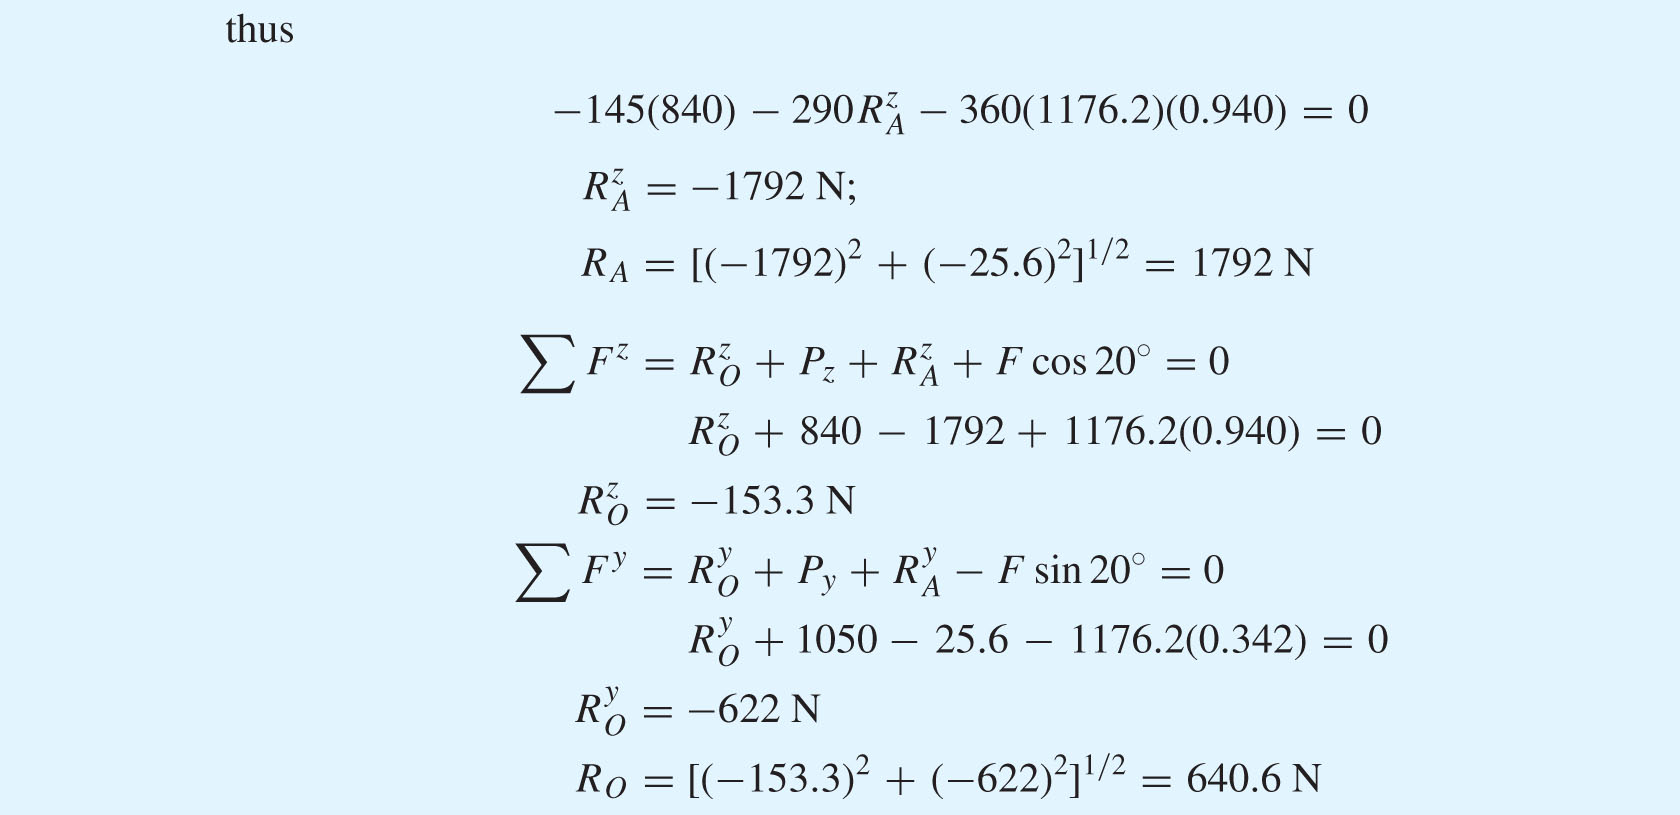 thus
−145(840) − 290R_A^z − 360(1176.2)(0.940) = 0
R_A^z = −1792 N;
R_A = [(−1792)^2 + (−25.6)^2]^{1/2} = 1792 N
∑ F^z = R_O^z + P_z + R_A^z + F cos 20° = 0
R_O^z + 840 − 1792 + 1176.2(0.940) = 0
R_O^z = −153.3 N
∑ F^y = R_O^y + P_y + R_A^y − F sin 20° = 0
R_O^y + 1050 − 25.6 − 1176.2(0.342) = 0
R_O^y = −622 N
R_O = [(−153.3)^2 + (−622)^2]^{1/2} = 640.6 N